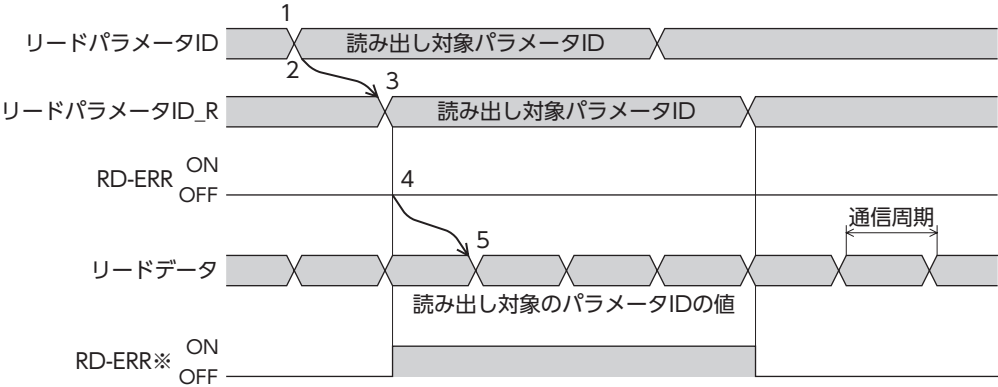 1
リードパラメータID
読み出し対象パラメータID
2
3
リードパラメータID_R
読み出し対象パラメータID
ON
RD-ERR
OFF
4
通信周期
5
リードデータ
読み出し対象のパラメータIDの値
ON
RD-ERR※
OFF